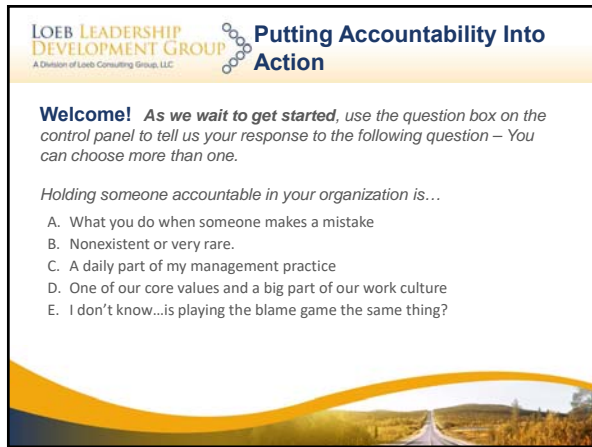 LOEB LEADERSHIP
DEVELOPMENT GROUP
A Division of Loeb Consulting Group, LLC
Putting Accountability Into
Action
Welcome! As we wait to get started, use the question box on the
control panel to tell us your response to the following question – You
can choose more than one.
Holding someone accountable in your organization is…
A. What you do when someone makes a mistake
B. Nonexistent or very rare.
C. A daily part of my management practice
D. One of our core values and a big part of our work culture
E. I don’t know…is playing the blame game the same thing?